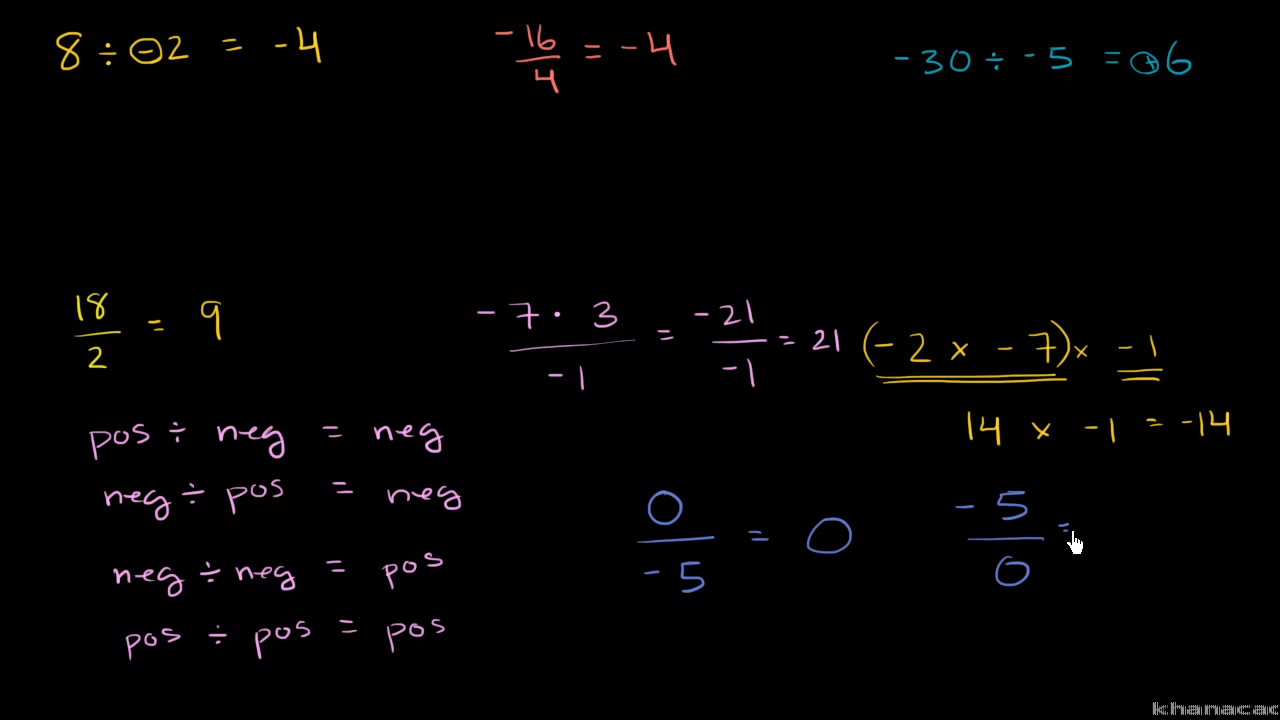 8 ÷ -2 = -4
-16/4 = -4
-30 ÷ -5 = +6
18/2 = 9
-7 · 3/-1 = -21/-1 = 21
(-2 x -7) x -1
14 x -1 = -14
pos ÷ neg = neg
neg ÷ pos = neg
neg ÷ neg = pos
pos ÷ pos = pos
0/-5 = 0
-5/0 =
khanacad